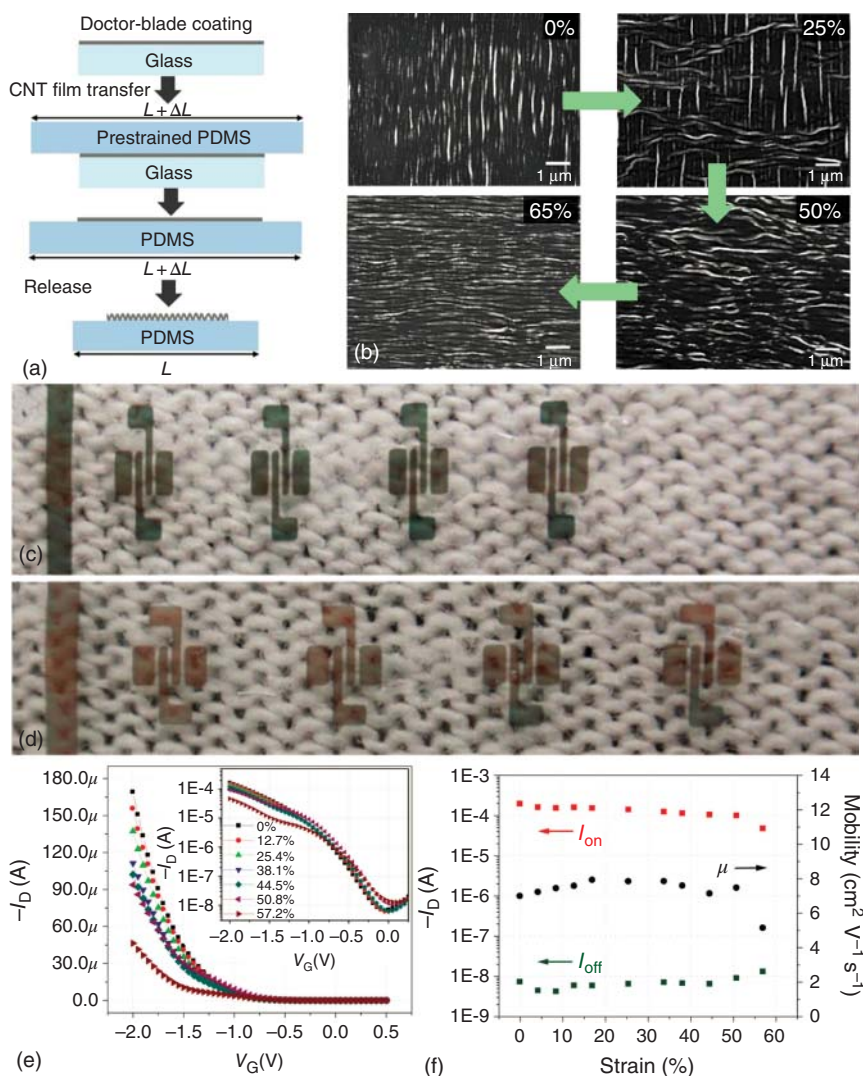 Doctor-blade coating
Glass
CNT film transfer
L + ΔL
Prestrained PDMS
Glass
PDMS
L + ΔL
Release
PDMS
L
(a)
0%
1 μm
25%
1 μm
65%
1 μm
50%
1 μm
(b)
(c)
(d)
180.0μ
150.0μ
120.0μ
90.0μ
60.0μ
30.0μ
0.0
−I_D (A)
−2.0 −1.5 −1.0 −0.5 0.0 0.5
V_G(V)
−I_D (A)
1E-4
1E-5
1E-6
1E-7
1E-8
0%
12.7%
25.4%
38.1%
44.5%
50.8%
57.2%
−2.0 −1.5 −1.0 −0.5 0.0
V_G(V)
(e)
1E-3
1E-4
1E-5
1E-6
1E-7
1E-8
1E-9
−I_D (A)
I_on
μ
I_off
14
12
10
8
6
4
2
0
Mobility (cm² V−1 s−1)
0 10 20 30 40 50 60
Strain (%)
(f)